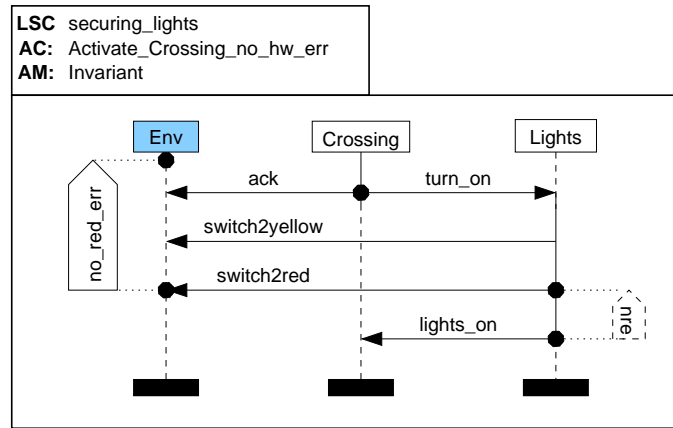 LSC securing_lights
AC: Activate_Crossing_no_hw_err
AM: Invariant
Env Crossing Lights
ack turn_on
no_red_err
switch2yellow
switch2red
nre
lights_on